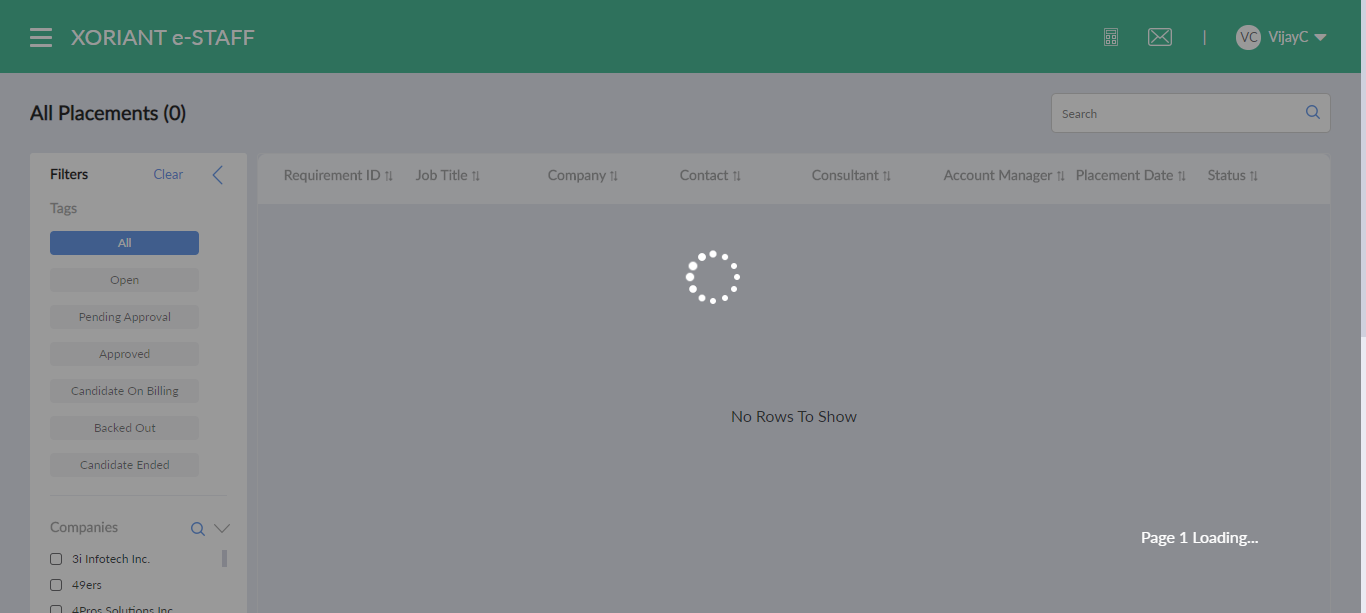 XORIANT e-STAFF
|
VC VijayC
All Placements (0)
Search
Filters
Clear
Tags
All
Open
Pending Approval
Approved
Candidate On Billing
Backed Out
Candidate Ended
Companies
3i Infotech Inc.
49ers
4Pros Solutions Inc
Requirement ID Job Title Company Contact Consultant Account Manager Placement Date Status
No Rows To Show
Page 1 Loading...